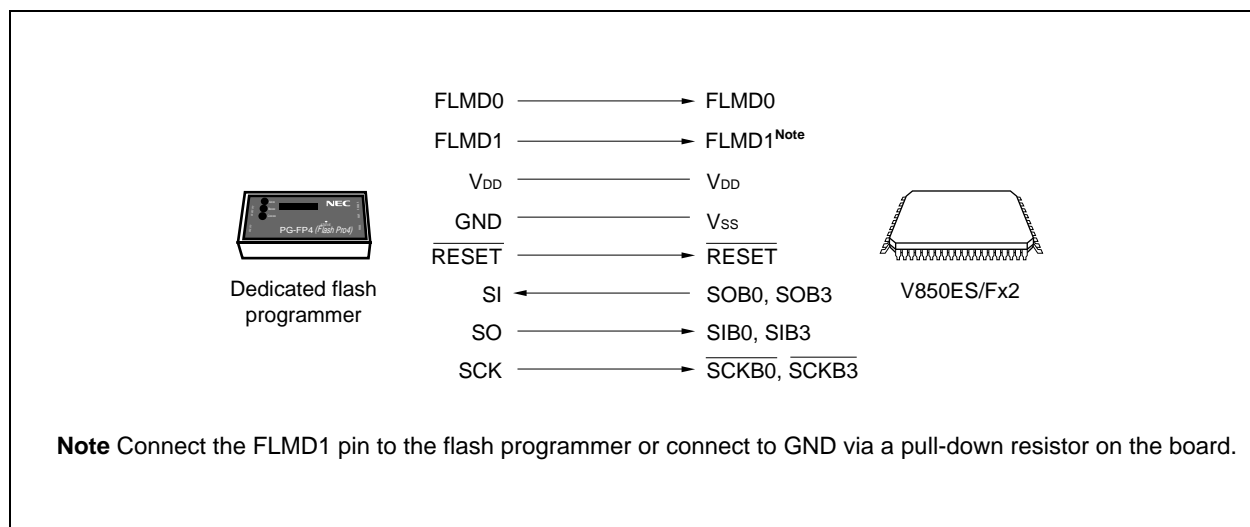 FLMD0 FLMD0
FLMD1 FLMD1Note
VDD VDD
GND VSS
RESET RESET
SI SOB0, SOB3
SO SIB0, SIB3
SCK SCKB0, SCKB3
NEC
PG-FP4 (Flash Pro4)
Dedicated flash
programmer
V850ES/Fx2
Note Connect the FLMD1 pin to the flash programmer or connect to GND via a pull-down resistor on the board.